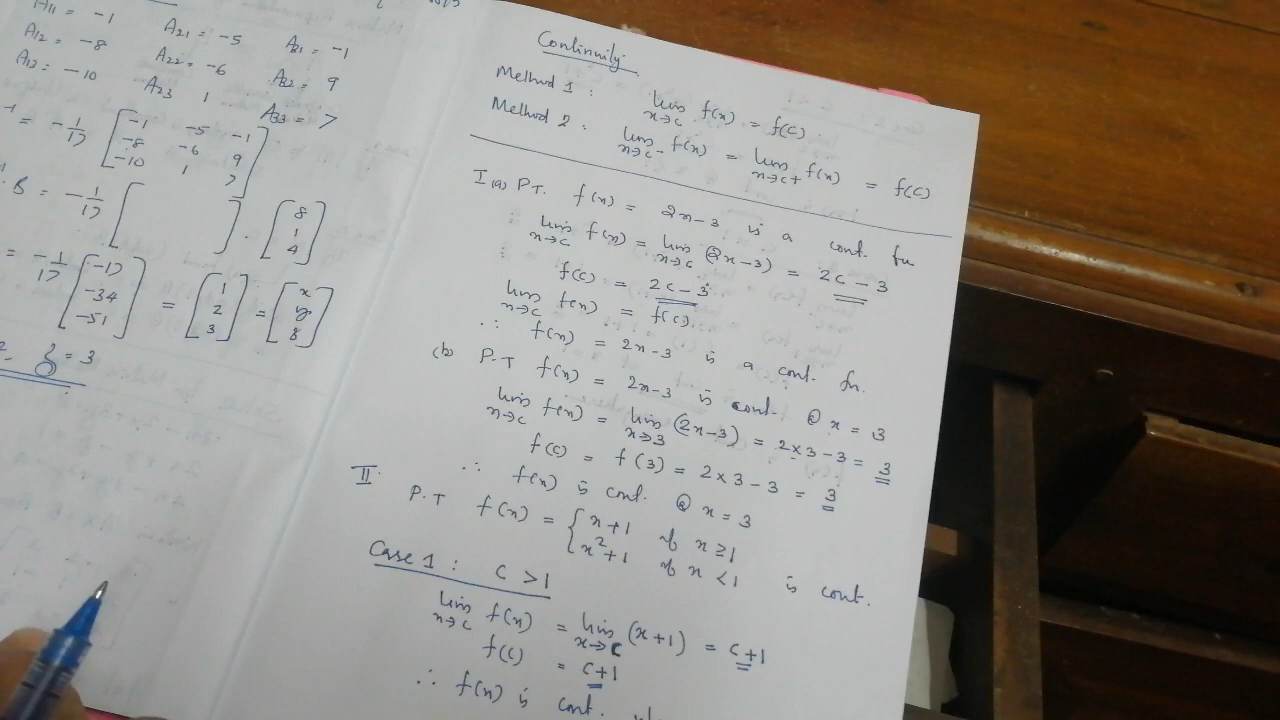 A11 = -1 A21 = -5 A31 = -1
A12 = -8 A22 = -6 A32 = 9
A13 = -10 A23 1 A33 = 7
= -1/17 [ -1 -5 -1
-8 -6 9
-10 1 7 ]
B = -1/17 [ ] . [ 8
1
4 ]
= -1/17 [ -17
-34
-51 ] = [ 1
2
3 ] = [ x
y
z ]
z = 3
Continuity
Method 1 : lim x→c f(x) = f(c).
Method 2 : lim x→c- f(x) = lim x→c+ f(x) = f(c)
I (a) P.T. f(x) = 2x-3 is a cont. fn
lim x→c f(x) = lim x→c (2x-3) = 2c-3
f(c) = 2c-3
lim x→c f(x) = f(c)
∴ f(x) = 2x-3 is a cont. fn.
(b) P.T f(x) = 2x-3 is cont. @ x = 3
lim x→c f(x) = lim x→3 (2x-3) = 2×3-3 = 3
f(c) = f(3) = 2×3-3 = 3
∴ f(x) is cont. @ x = 3
II. P.T f(x) = { x+1 if x ≥ 1
x²+1 if x < 1 is cont.
Case 1 : c > 1
lim x→c f(x) = lim x→c (x+1) = c+1
f(c) = c+1
∴ f(x) is cont.